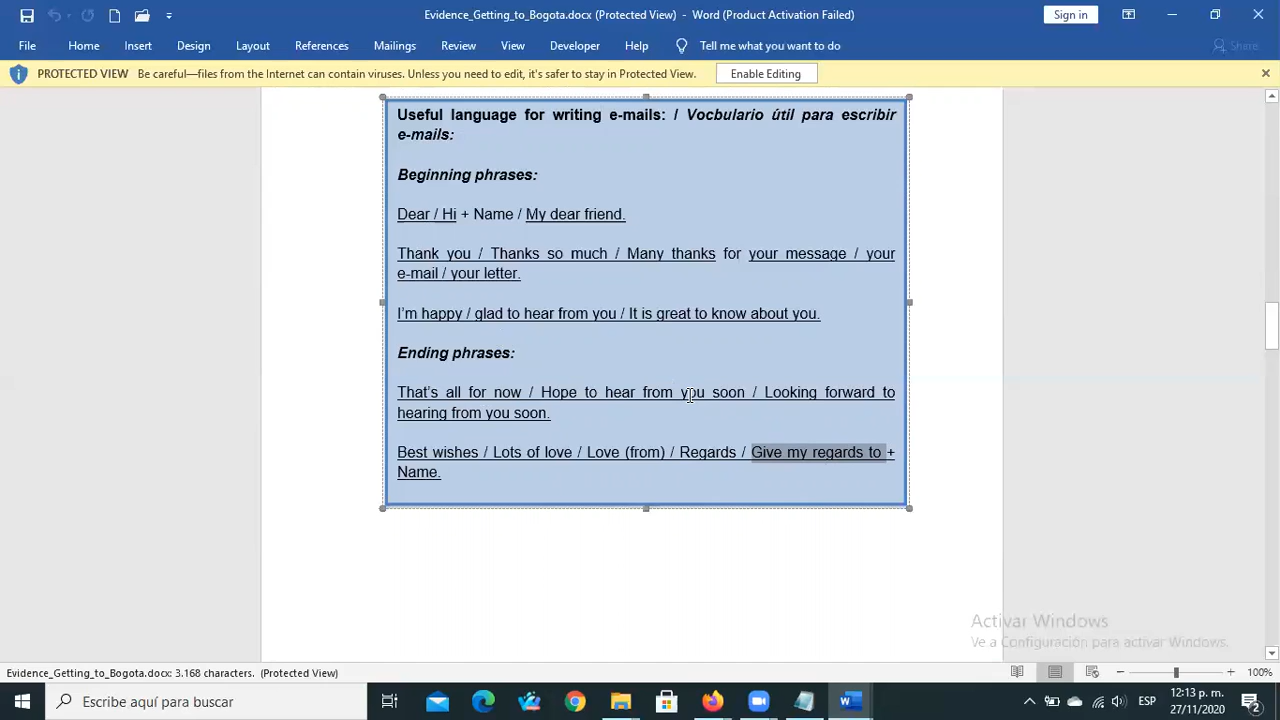 Evidence_Getting_to_Bogota.docx (Protected View) - Word (Product Activation Failed)
Sign in
File Home Insert Design Layout References Mailings Review View Developer Help Tell me what you want to do Share
PROTECTED VIEW Be careful—files from the Internet can contain viruses. Unless you need to edit, it's safer to stay in Protected View. Enable Editing
Useful language for writing e-mails: / Vocbulario útil para escribir
e-mails:
Beginning phrases:
Dear / Hi + Name / My dear friend.
Thank you / Thanks so much / Many thanks for your message / your
e-mail / your letter.
I'm happy / glad to hear from you / It is great to know about you.
Ending phrases:
That's all for now / Hope to hear from you soon / Looking forward to
hearing from you soon.
Best wishes / Lots of love / Love (from) / Regards / Give my regards to +
Name.
Activar Windows
Ve a Configuración para activar Windows.
Evidence_Getting_to_Bogota.docx: 3.168 characters. (Protected View)
100%
Escribe aquí para buscar
ESP
12:13 p. m.
27/11/2020
2